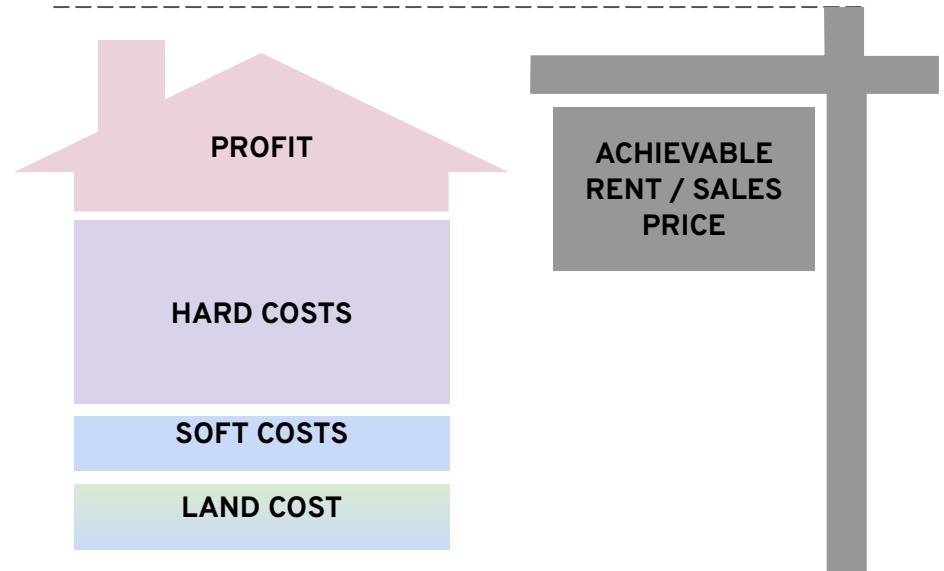 PROFIT
HARD COSTS
SOFT COSTS
LAND COST
ACHIEVABLE
RENT / SALES
PRICE